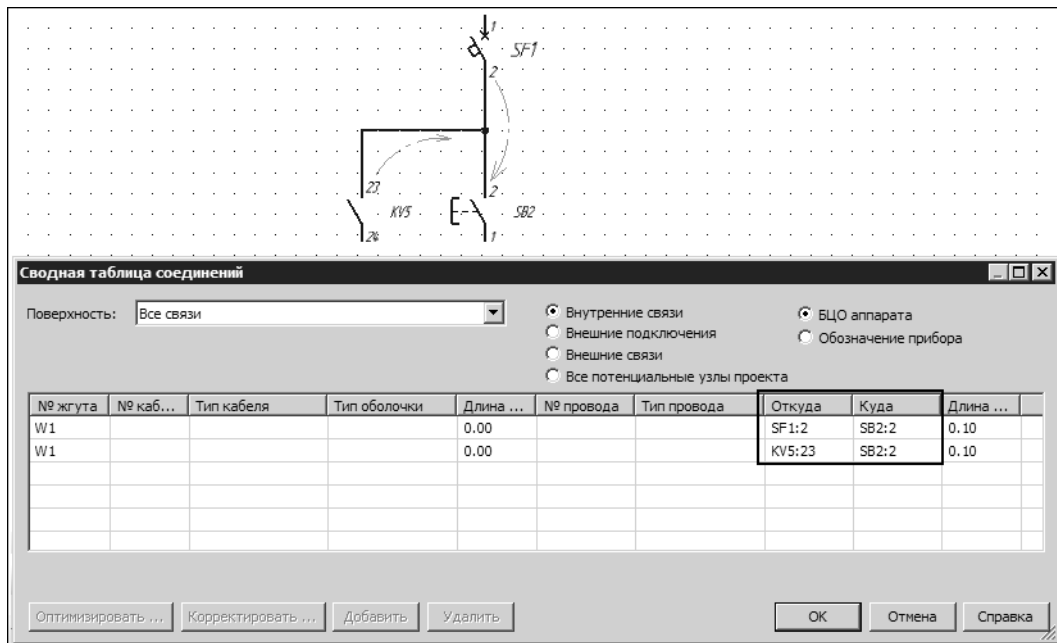 1
SF1
2
23
2
KV5
SB2
24
1
Сводная таблица соединений
Поверхность: Все связи
Внутренние связи
Внешние подключения
Внешние связи
Все потенциальные узлы проекта
БЦО аппарата
Обозначение прибора
№ жгута № каб... Тип кабеля Тип оболочки Длина ... № провода Тип провода Откуда Куда Длина ...
W1 0.00 SF1:2 SB2:2 0.10
W1 0.00 KV5:23 SB2:2 0.10
Оптимизировать ... Корректировать ... Добавить Удалить OK Отмена Справка